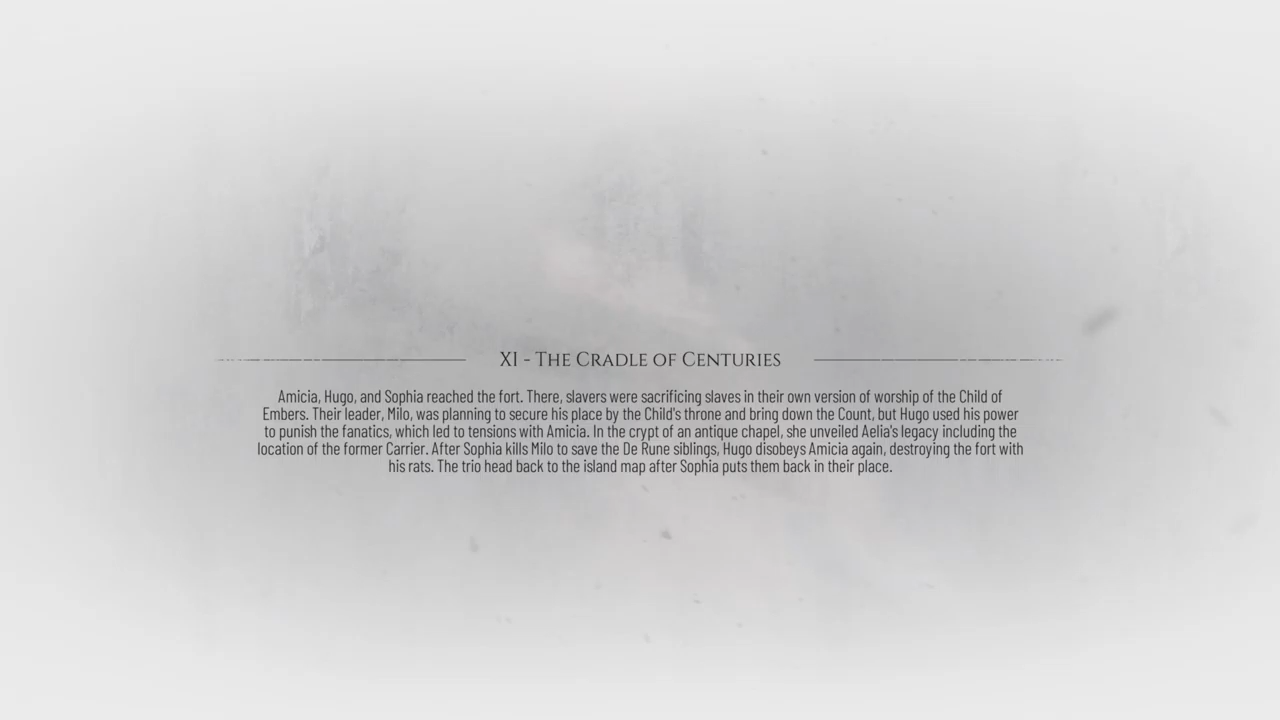 XI - The Cradle of Centuries
Amicia, Hugo, and Sophia reached the fort. There, slavers were sacrificing slaves in their own version of worship of the Child of
Embers. Their leader, Milo, was planning to secure his place by the Child's throne and bring down the Count, but Hugo used his power
to punish the fanatics, which led to tensions with Amicia. In the crypt of an antique chapel, she unveiled Aelia's legacy including the
location of the former Carrier. After Sophia kills Milo to save the De Rune siblings, Hugo disobeys Amicia again, destroying the fort with
his rats. The trio head back to the island map after Sophia puts them back in their place.